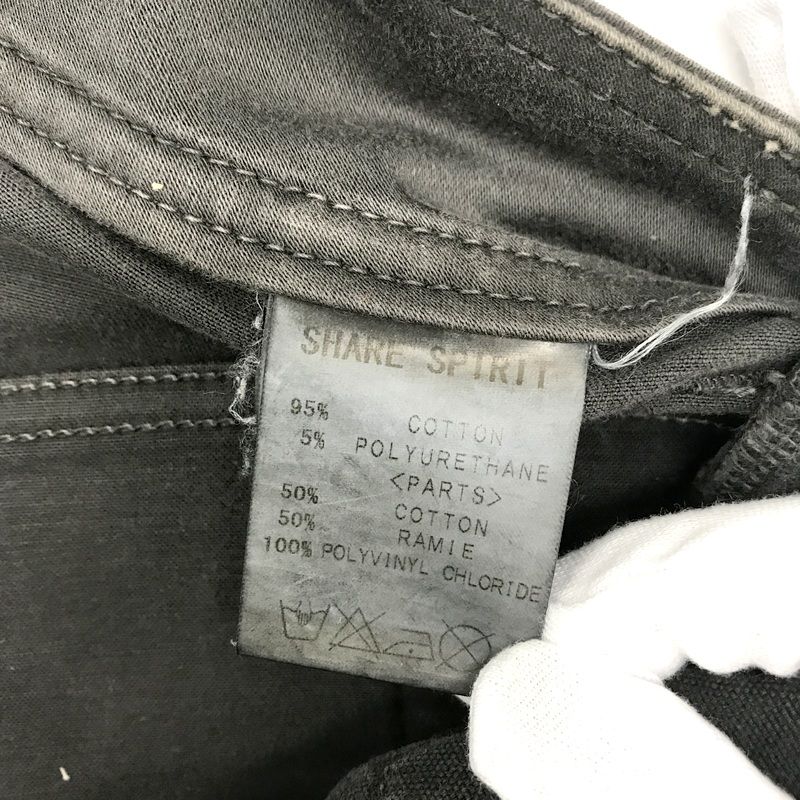 SHARE SPIRIT
95% COTTON
5% POLYURETHANE
<PARTS>
50% COTTON
50% RAMIE
100% POLYVINYL CHLORIDE